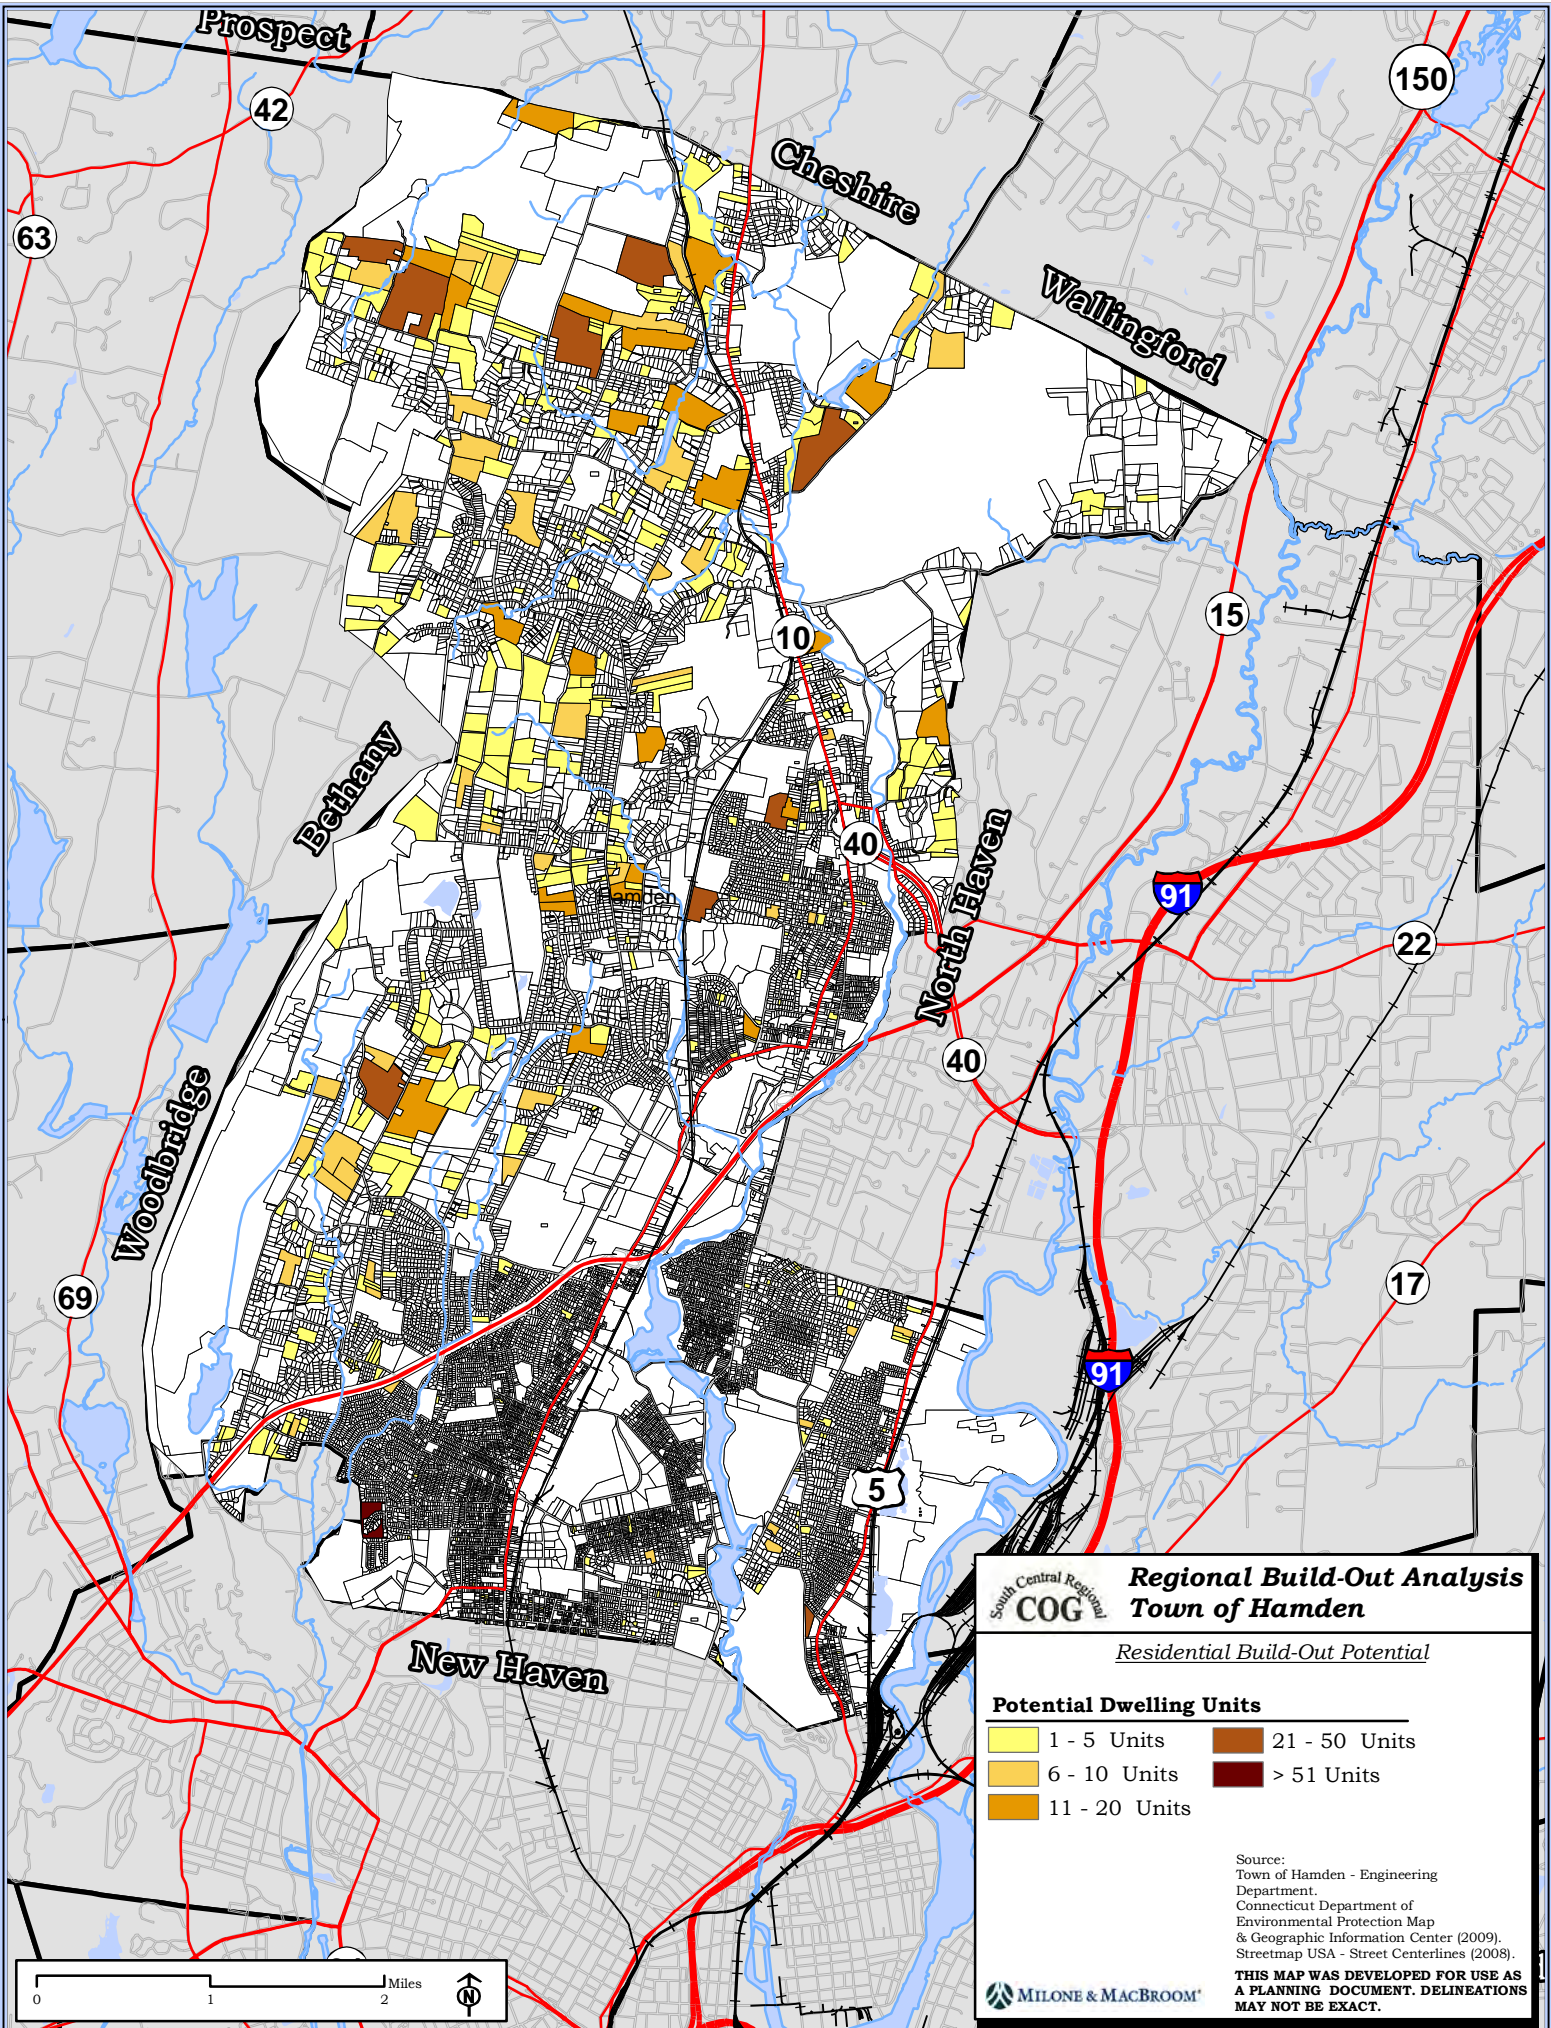 Prospect
42
150
Cheshire
63
Wallingford
15
10
Bethany
40
91
Hamden
North Haven
22
40
Woodbridge
69
17
91
5
New Haven
South Central Regional
COG
Regional Build-Out Analysis
Town of Hamden
Residential Build-Out Potential
Potential Dwelling Units
1 - 5 Units
21 - 50 Units
6 - 10 Units
> 51 Units
11 - 20 Units
Source:
Town of Hamden - Engineering
Department.
Connecticut Department of
Environmental Protection Map
& Geographic Information Center (2009).
Streetmap USA - Street Centerlines (2008).
THIS MAP WAS DEVELOPED FOR USE AS
A PLANNING DOCUMENT. DELINEATIONS
MAY NOT BE EXACT.
MILONE & MACBROOM®
Miles
0 1 2
N